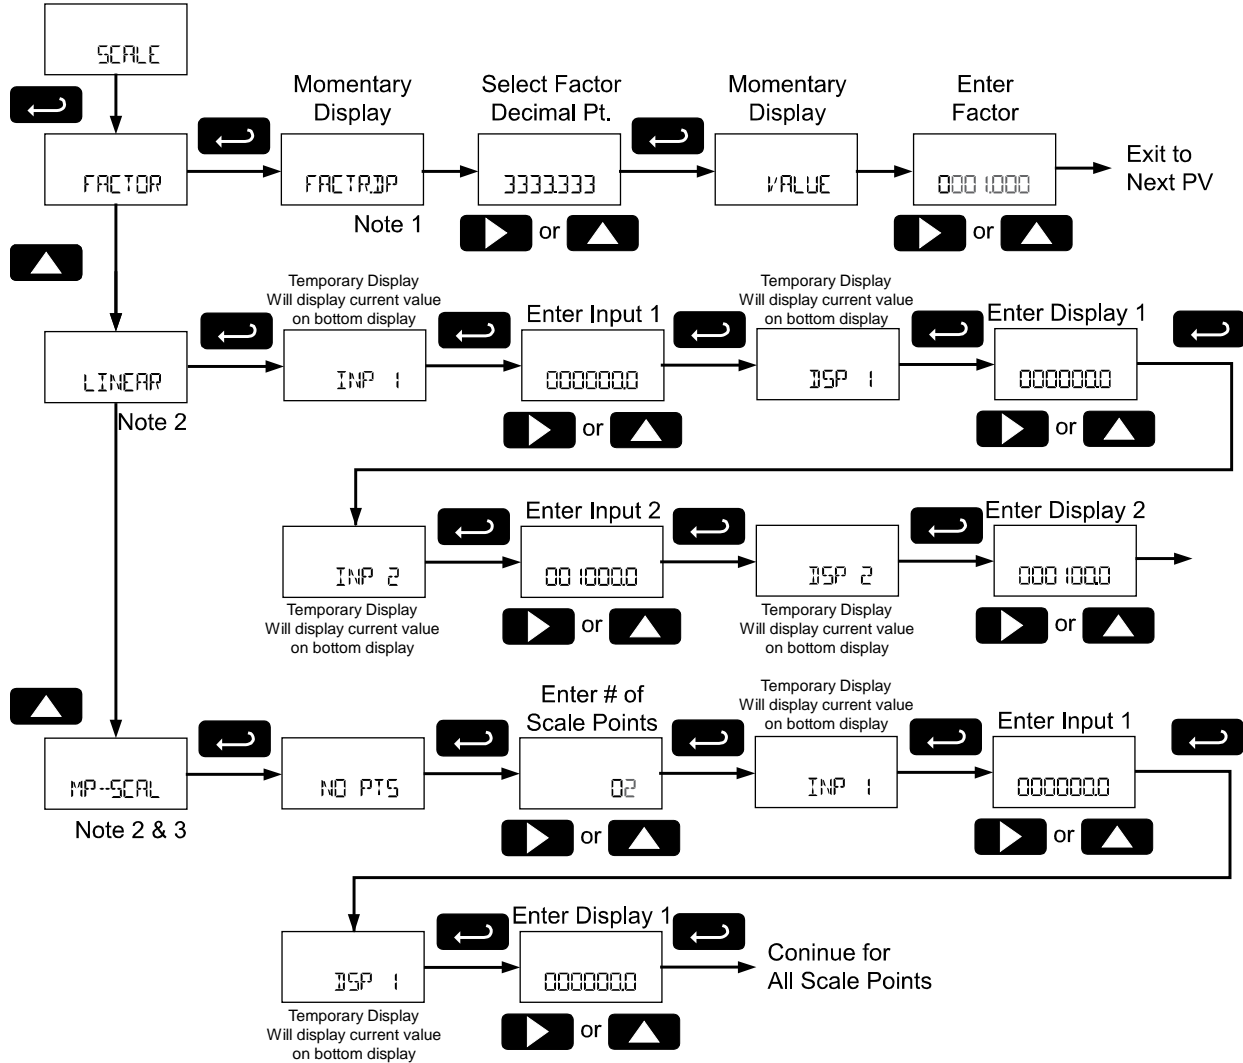 SCALE
Momentary
Display
Select Factor
Decimal Pt.
Momentary
Display
Enter
Factor
FACTOR
FACTR.DP
3333.333
VALUE
0001.000
Exit to
Next PV
Note 1
or
or
Temporary Display
Will display current value
on bottom display
Enter Input 1
Temporary Display
Will display current value
on bottom display
Enter Display 1
LINEAR
INP 1
000000.0
DSP 1
000000.0
Note 2
or
or
Enter Input 2
Enter Display 2
INP 2
001000.0
DSP 2
000100.0
Temporary Display
Will display current value
on bottom display
or
Temporary Display
Will display current value
on bottom display
or
Enter # of
Scale Points
Temporary Display
Will display current value
on bottom display
Enter Input 1
MP--SCAL
NO PTS
02
INP 1
000000.0
Note 2 & 3
or
or
Enter Display 1
DSP 1
000000.0
Coninue for
All Scale Points
Temporary Display
Will display current value
on bottom display
or